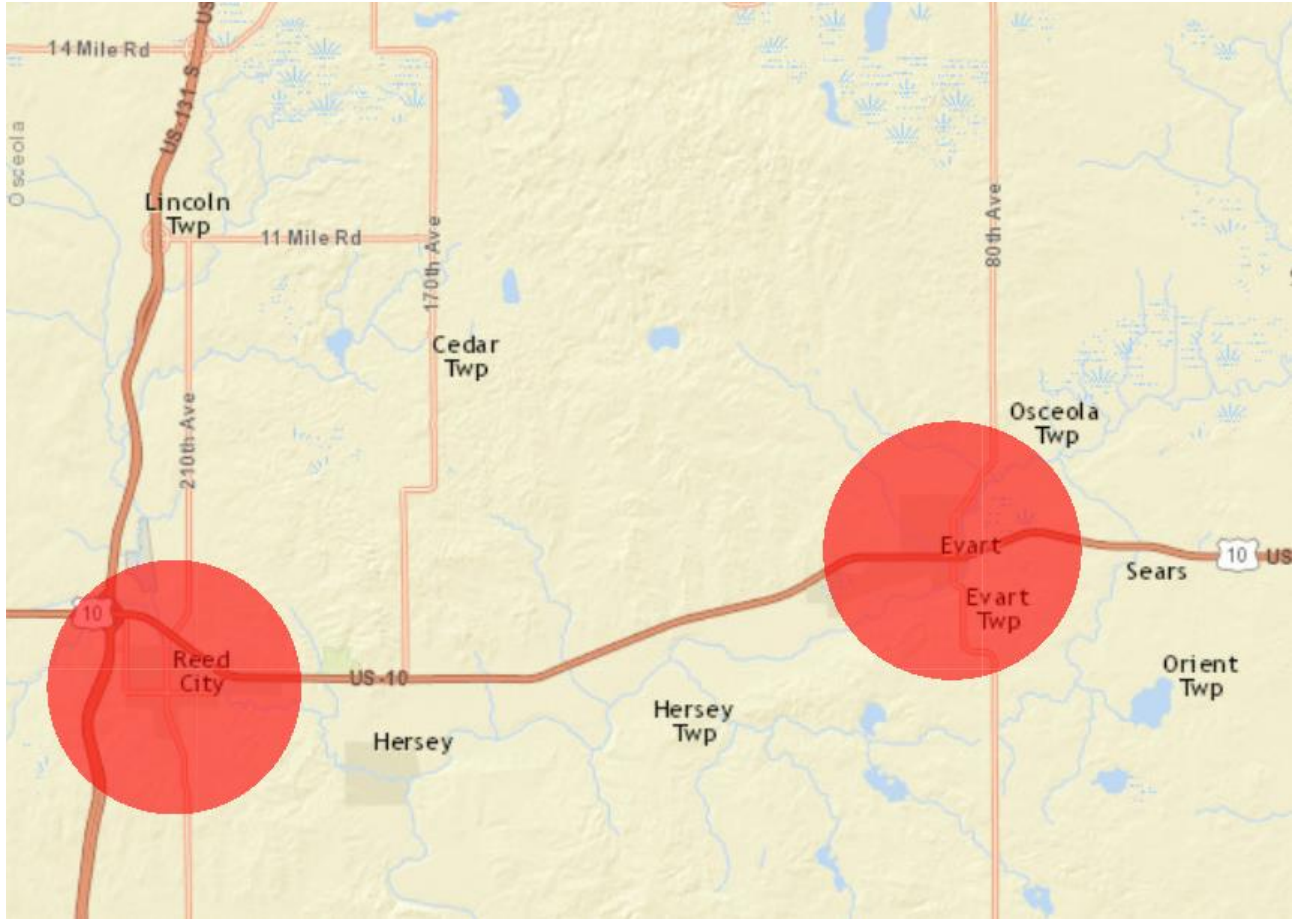 US
14 Mile Rd
US-131 S
Osceola
Lincoln
Twp
11 Mile Rd
170th Ave
80th Ave
Cedar
Twp
210th Ave
Osceola
Twp
Evart
10
US
Sears
Evart
Twp
10
Reed
City
US-10
Orient
Twp
Hersey
Twp
Hersey